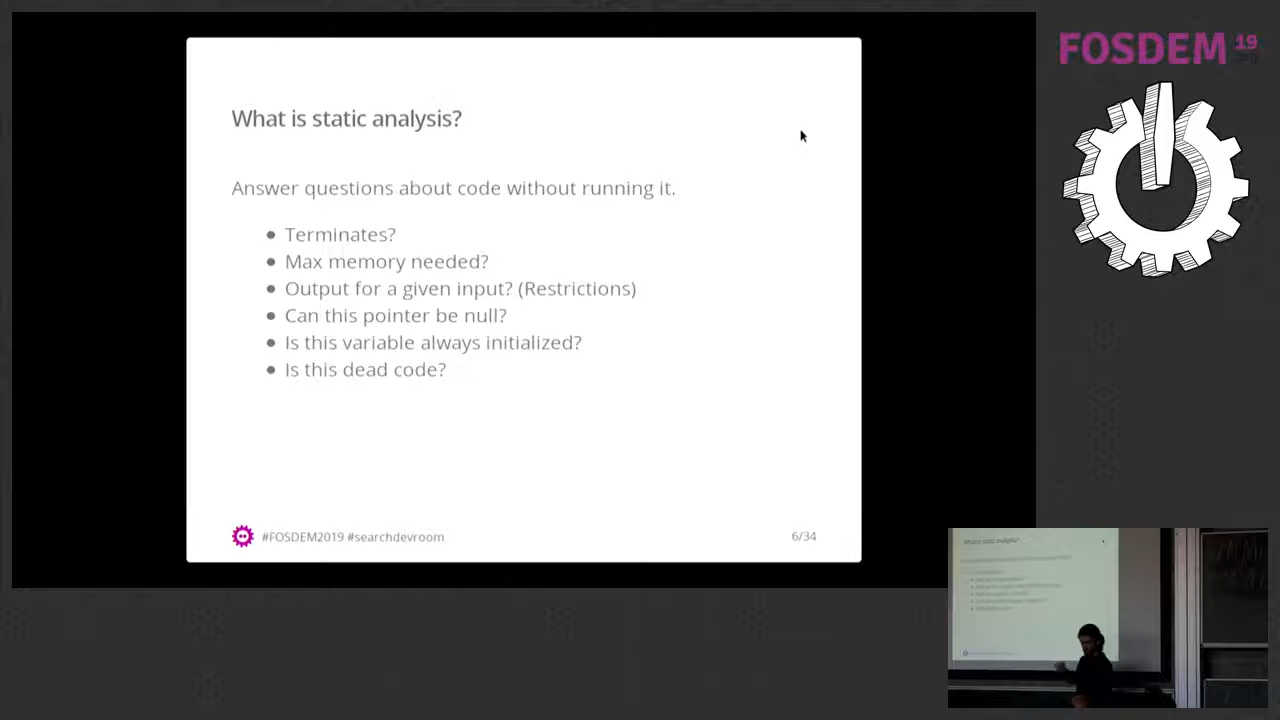 What is static analysis?
Answer questions about code without running it.
Terminates?
Max memory needed?
Output for a given input? (Restrictions)
Can this pointer be null?
Is this variable always initialized?
Is this dead code?
#FOSDEM2019 #searchdevroom
6/34
FOSDEM 19
.org